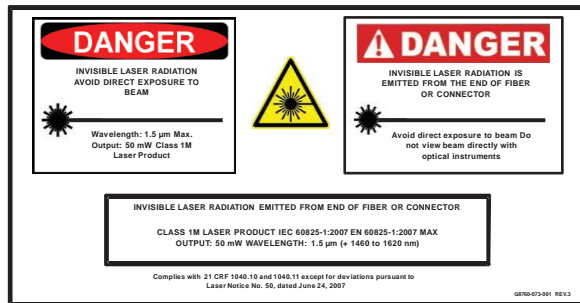 DANGER
INVISIBLE LASER RADIATION
AVOID DIRECT EXPOSURE TO
BEAM
Wavelength: 1.5 µm Max.
Output: 50 mW Class 1M
Laser Product
DANGER
INVISIBLE LASER RADIATION IS
EMITTED FROM THE END OF FIBER
OR CONNECTOR
Avoid direct exposure to beam Do
not view beam directly with
optical instruments
INVISIBLE LASER RADIATION EMITTED FROM END OF FIBER OR CONNECTOR
CLASS 1M LASER PRODUCT IEC 60825-1:2007 EN 60825-1:2007 MAX
OUTPUT: 50 mW WAVELENGTH: 1.5 µm (+ 1460 to 1620 nm)
Complies with 21 CRF 1040.10 and 1040.11 except for deviations pursuant to
Laser Notice No. 50, dated June 24, 2007
G8760-073-001 REV.3